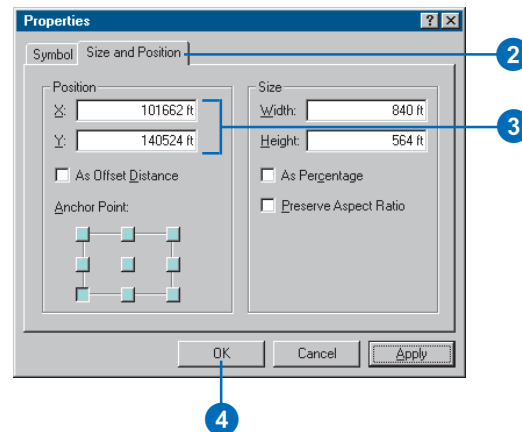 Properties
Symbol Size and Position
2
Position
X: 101662 ft
Y: 140524 ft
3
As Offset Distance
Anchor Point:
Size
Width: 840 ft
Height: 564 ft
As Percentage
Preserve Aspect Ratio
OK Cancel Apply
4